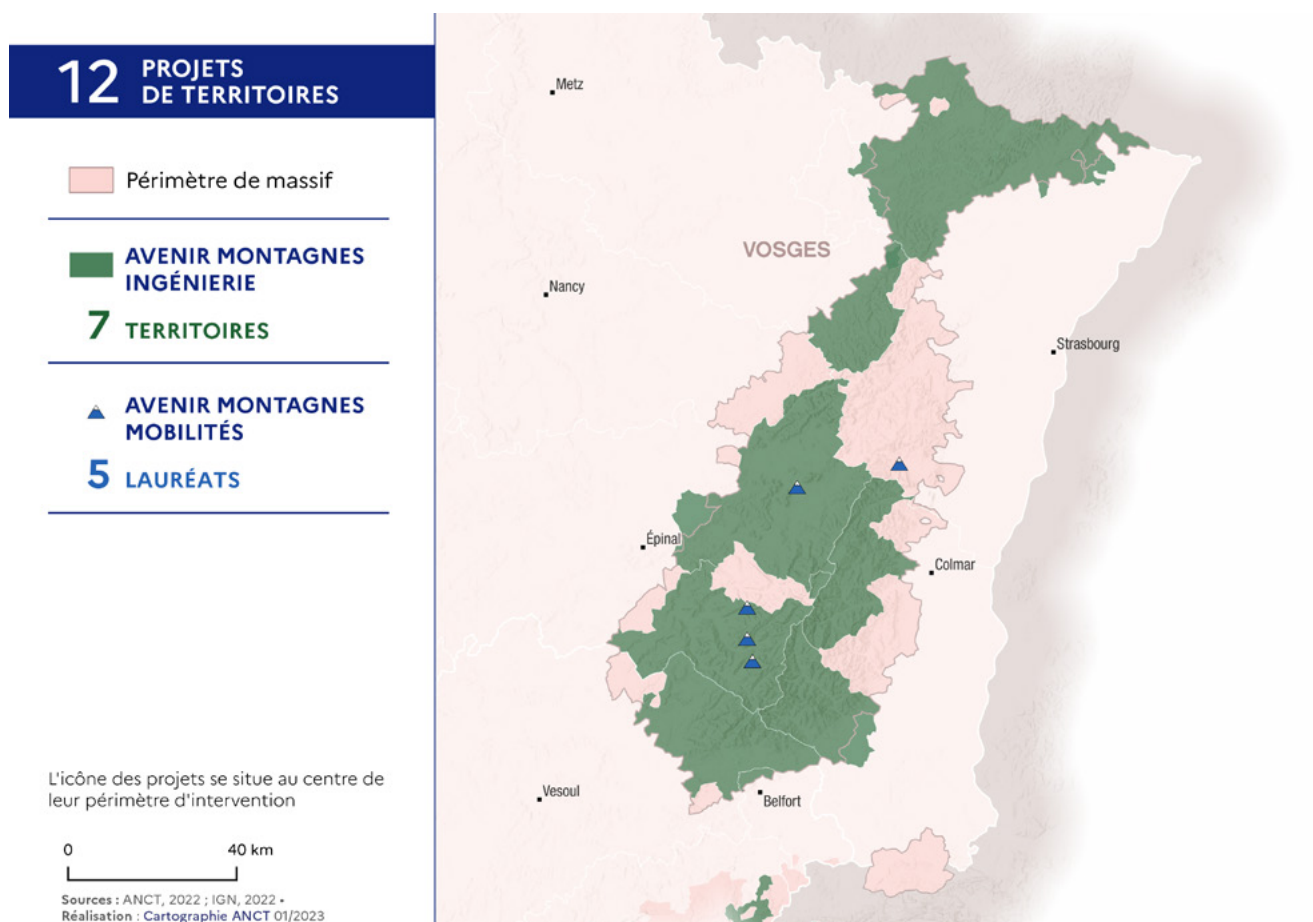 12 PROJETS
DE TERRITOIRES
Périmètre de massif
AVENIR MONTAGNES
INGÉNIERIE
7 TERRITOIRES
AVENIR MONTAGNES
MOBILITÉS
5 LAURÉATS
L'icône des projets se situe au centre de
leur périmètre d'intervention
0 40 km
Sources : ANCT, 2022 ; IGN, 2022 •
Réalisation : Cartographie ANCT 01/2023
Metz
VOSGES
Nancy
Strasbourg
Épinal
Colmar
Vesoul
Belfort